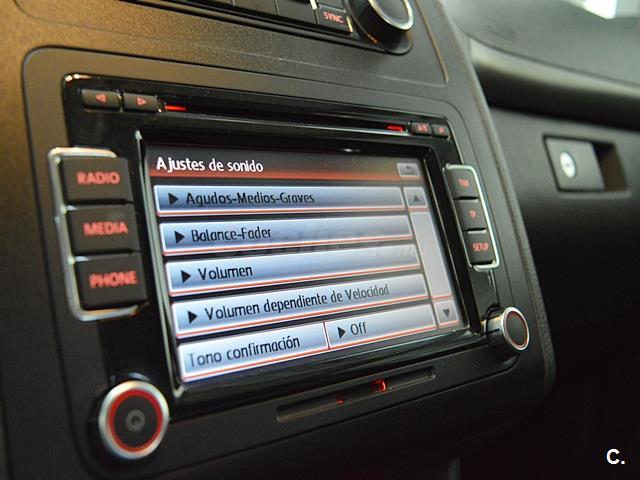 SYNC
RADIO
MEDIA
PHONE
Ajustes de sonido
Agudos-Medios-Graves
Balance-Fader
Volumen
Volumen dependiente de Velocidad
Tono confirmación
Off
TP
SETUP
C.